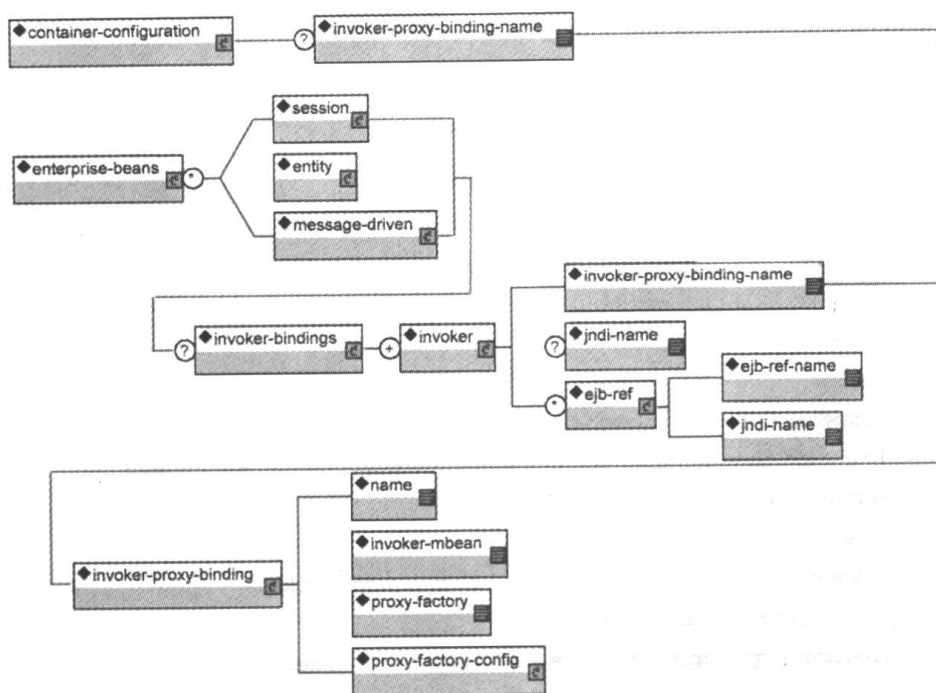 container-configuration
?
invoker-proxy-binding-name
session
enterprise-beans
*
entity
message-driven
invoker-proxy-binding-name
?
invoker-bindings
+
invoker
?
jndi-name
*
ejb-ref
ejb-ref-name
jndi-name
name
invoker-mbean
invoker-proxy-binding
proxy-factory
proxy-factory-config